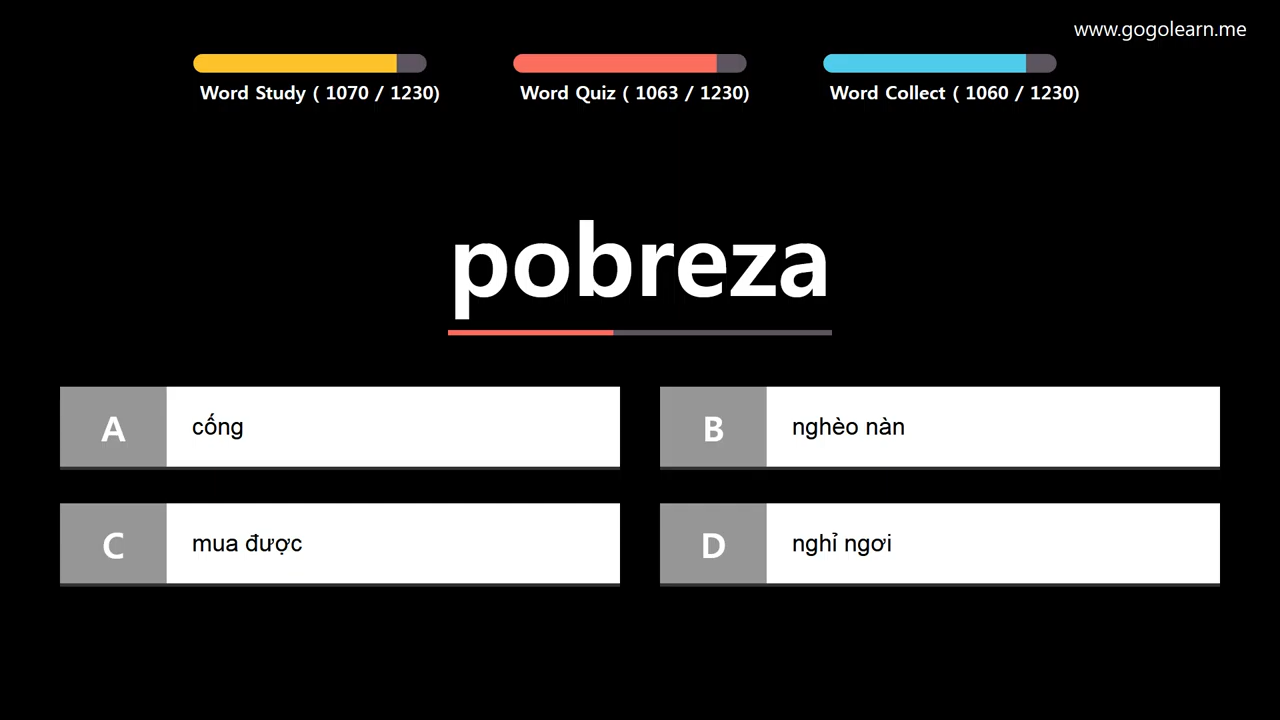 www.gogolearn.me
Word Study ( 1070 / 1230)
Word Quiz ( 1063 / 1230)
Word Collect ( 1060 / 1230)
pobreza
A cống
B nghèo nàn
C mua được
D nghỉ ngơi